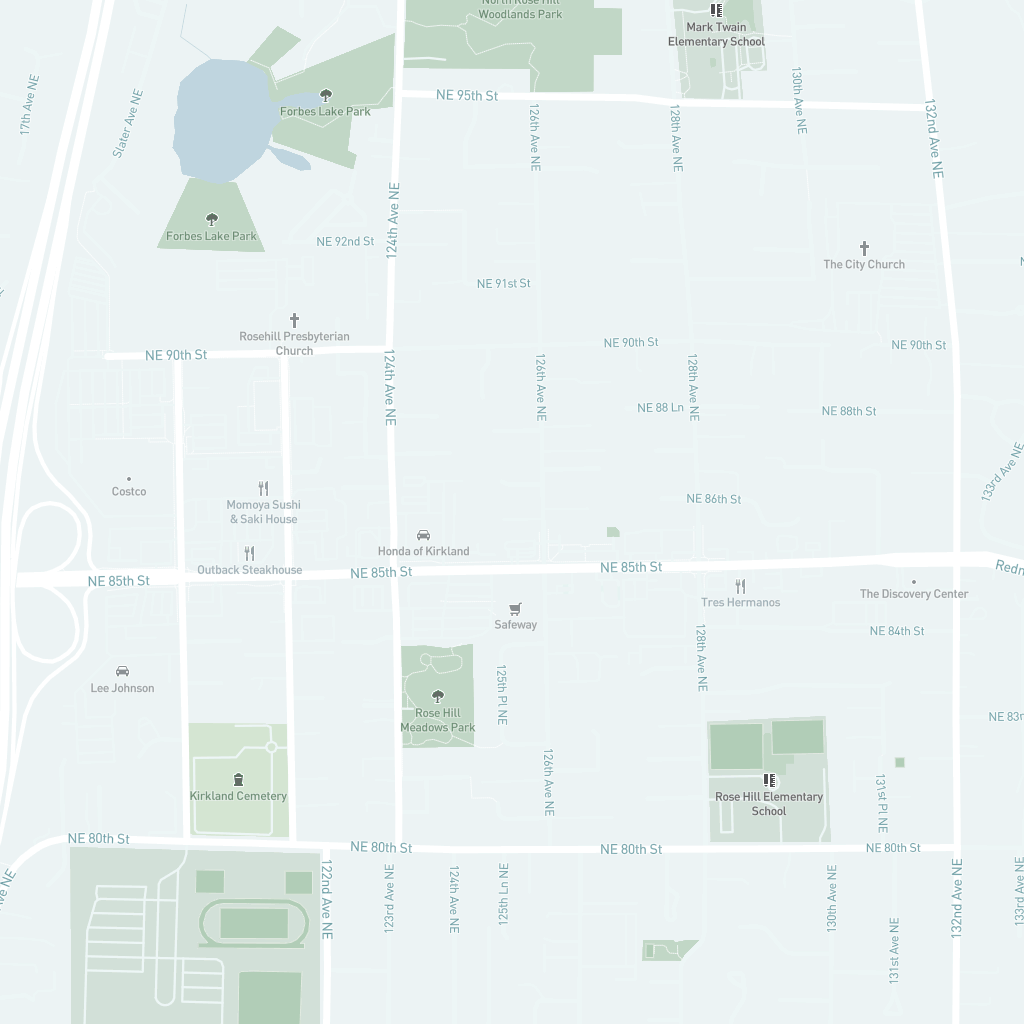 North Rose Hill
Woodlands Park
Mark Twain
Elementary School
17th Ave NE
Slater Ave NE
Forbes Lake Park
NE 95th St
126th Ave NE
128th Ave NE
130th Ave NE
132nd Ave NE
124th Ave NE
Forbes Lake Park
NE 92nd St
The City Church
NE 91st St
Rosehill Presbyterian
Church
NE 90th St
NE 90th St
NE 90th St
124th Ave NE
126th Ave NE
128th Ave NE
NE 88 Ln
NE 88th St
133rd Ave NE
Costco
Momoya Sushi
& Saki House
NE 86th St
Honda of Kirkland
Outback Steakhouse
NE 85th St
NE 85th St
NE 85th St
Redn
Tres Hermanos
The Discovery Center
Safeway
NE 84th St
128th Ave NE
125th Pl NE
Lee Johnson
Rose Hill
Meadows Park
NE 83r
126th Ave NE
Kirkland Cemetery
Rose Hill Elementary
School
131st Pl NE
NE 80th St
NE 80th St
NE 80th St
NE 80th St
Ave NE
122nd Ave NE
123rd Ave NE
124th Ave NE
125th Ln NE
130th Ave NE
131st Ave NE
132nd Ave NE
133rd Ave NE